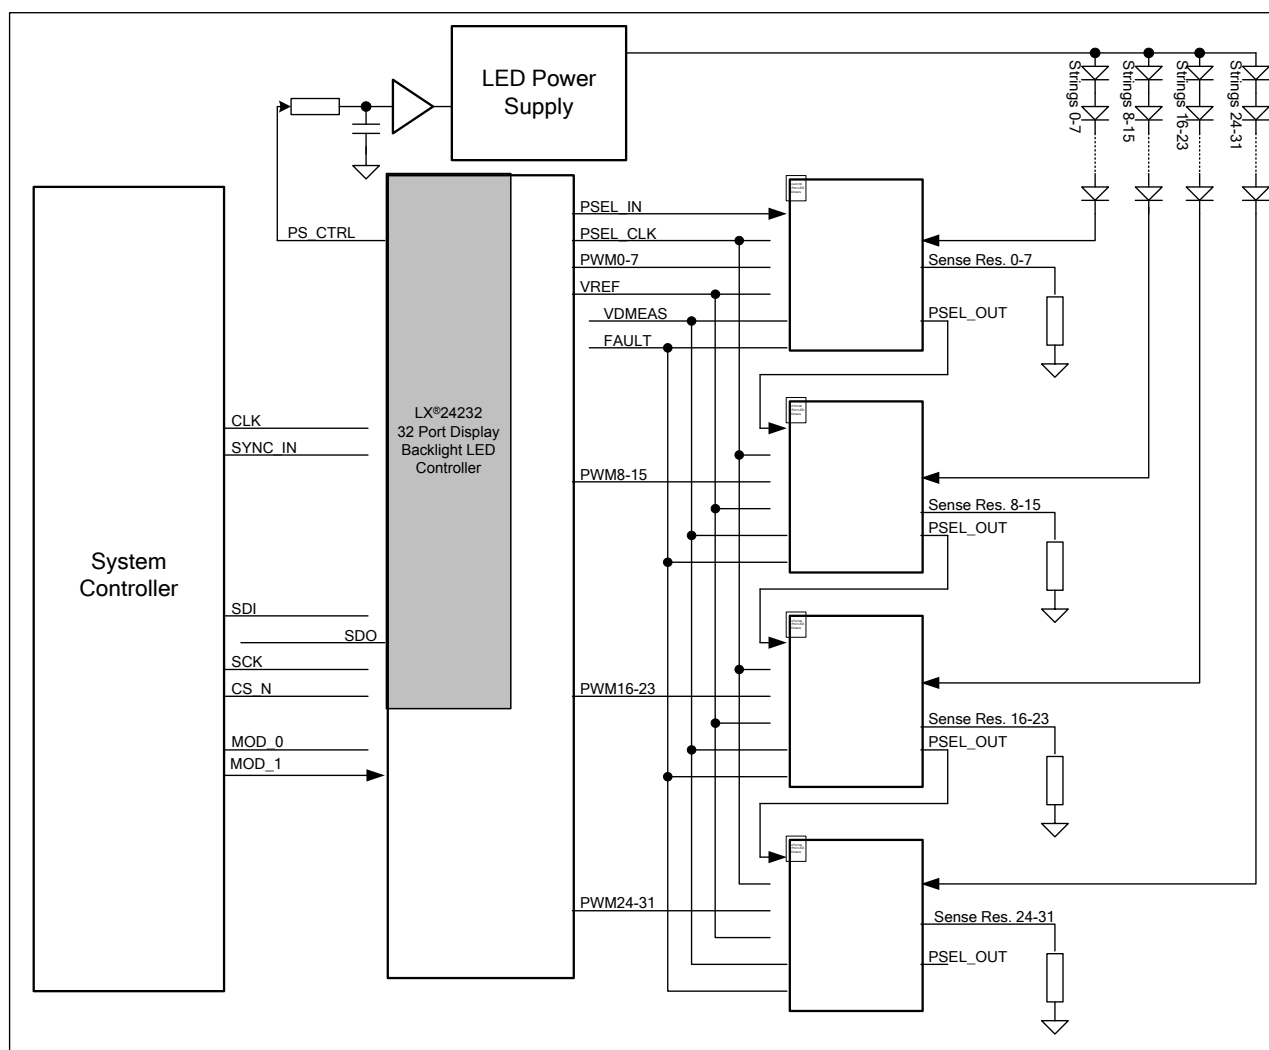 LED Power
Supply
Strings 0-7
Strings 8-15
Strings 16-23
Strings 24-31
PS_CTRL
PSEL_IN
PSEL_CLK
PWM0-7
VREF
VDMEAS
FAULT
Sense Res. 0-7
PSEL_OUT
LX®24232
32 Port Display
Backlight LED
Controller
CLK
SYNC_IN
PWM8-15
Sense Res. 8-15
PSEL_OUT
System
Controller
SDI
SDO
SCK
CS_N
MOD_0
MOD_1
PWM16-23
Sense Res. 16-23
PSEL_OUT
PWM24-31
Sense Res. 24-31
PSEL_OUT